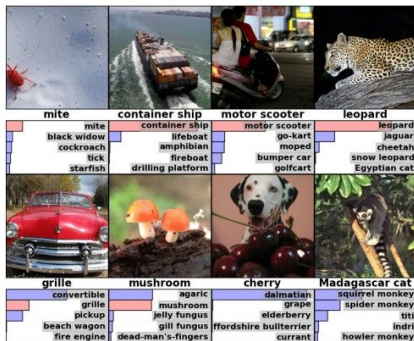 mite
container ship
motor scooter
leopard
mite
black widow
cockroach
tick
starfish
container ship
lifeboat
amphibian
fireboat
drilling platform
motor scooter
go-kart
moped
bumper car
golfcart
leopard
jaguar
cheetah
snow leopard
Egyptian cat
grille
mushroom
cherry
Madagascar cat
convertible
grille
pickup
beach wagon
fire engine
agaric
mushroom
jelly fungus
gill fungus
dead-man's-fingers
dalmatian
grape
elderberry
ffordshire bullterrier
currant
squirrel monkey
spider monkey
titi
indri
howler monkey